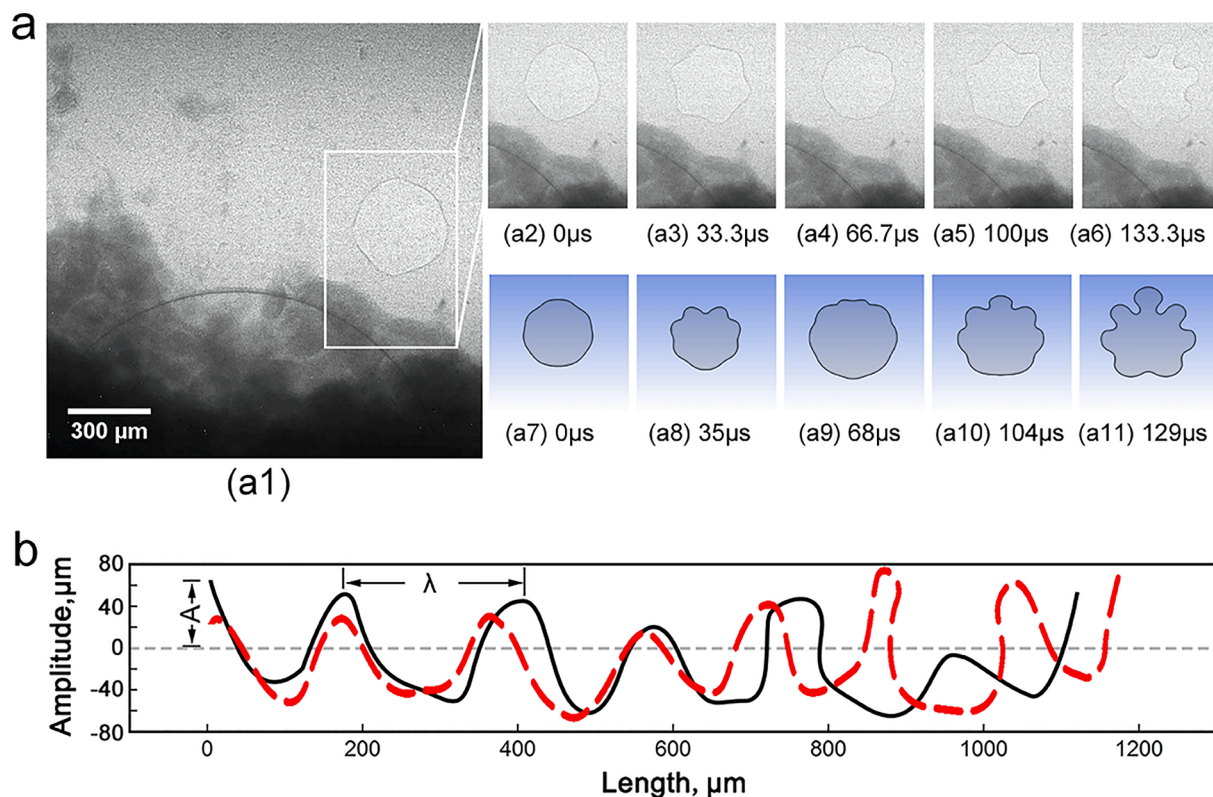 a
300 µm
(a1)
(a2) 0µs
(a3) 33.3µs
(a4) 66.7µs
(a5) 100µs
(a6) 133.3µs
(a7) 0µs
(a8) 35µs
(a9) 68µs
(a10) 104µs
(a11) 129µs
b
Amplitude,µm
80
40
0
-40
-80
A
λ
0
200
400
600
800
1000
1200
Length, µm